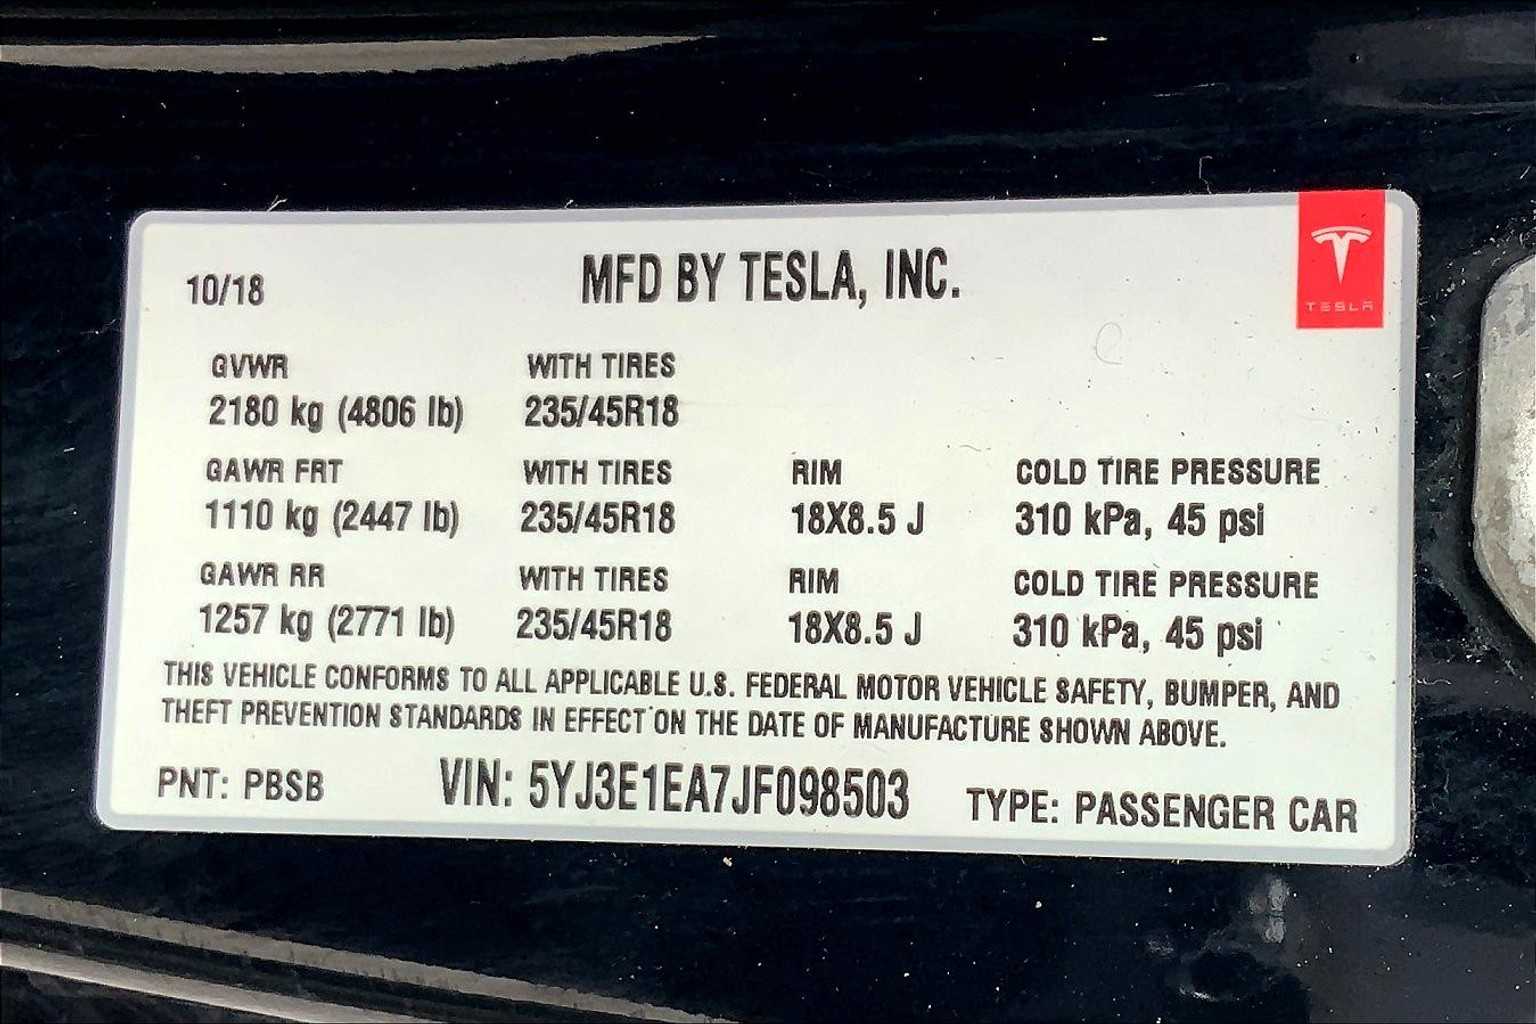 10/18 MFD BY TESLA, INC.
TESLA
GVWR WITH TIRES
2180 kg (4806 lb) 235/45R18
GAWR FRT WITH TIRES RIM COLD TIRE PRESSURE
1110 kg (2447 lb) 235/45R18 18X8.5 J 310 kPa, 45 psi
GAWR RR WITH TIRES RIM COLD TIRE PRESSURE
1257 kg (2771 lb) 235/45R18 18X8.5 J 310 kPa, 45 psi
THIS VEHICLE CONFORMS TO ALL APPLICABLE U.S. FEDERAL MOTOR VEHICLE SAFETY, BUMPER, AND
THEFT PREVENTION STANDARDS IN EFFECT ON THE DATE OF MANUFACTURE SHOWN ABOVE.
PNT: PBSB VIN: 5YJ3E1EA7JF098503 TYPE: PASSENGER CAR